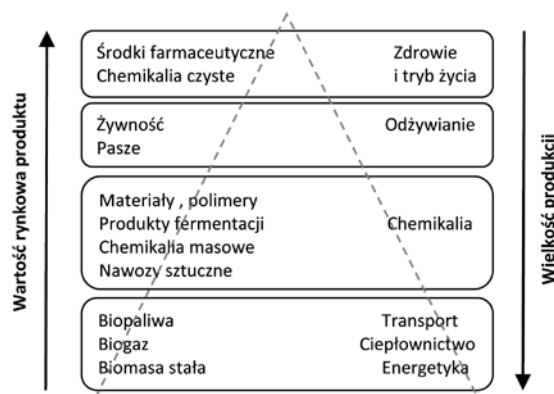 Wartość rynkowa produktu
Środki farmaceutyczne Zdrowie
Chemikalia czyste i tryb życia
Żywność Odżywianie
Pasze
Materiały , polimery
Produkty fermentacji Chemikalia
Chemikalia masowe
Nawozy sztuczne
Biopaliwa Transport
Biogaz Ciepłownictwo
Biomasa stała Energetyka
Wielkość produkcji